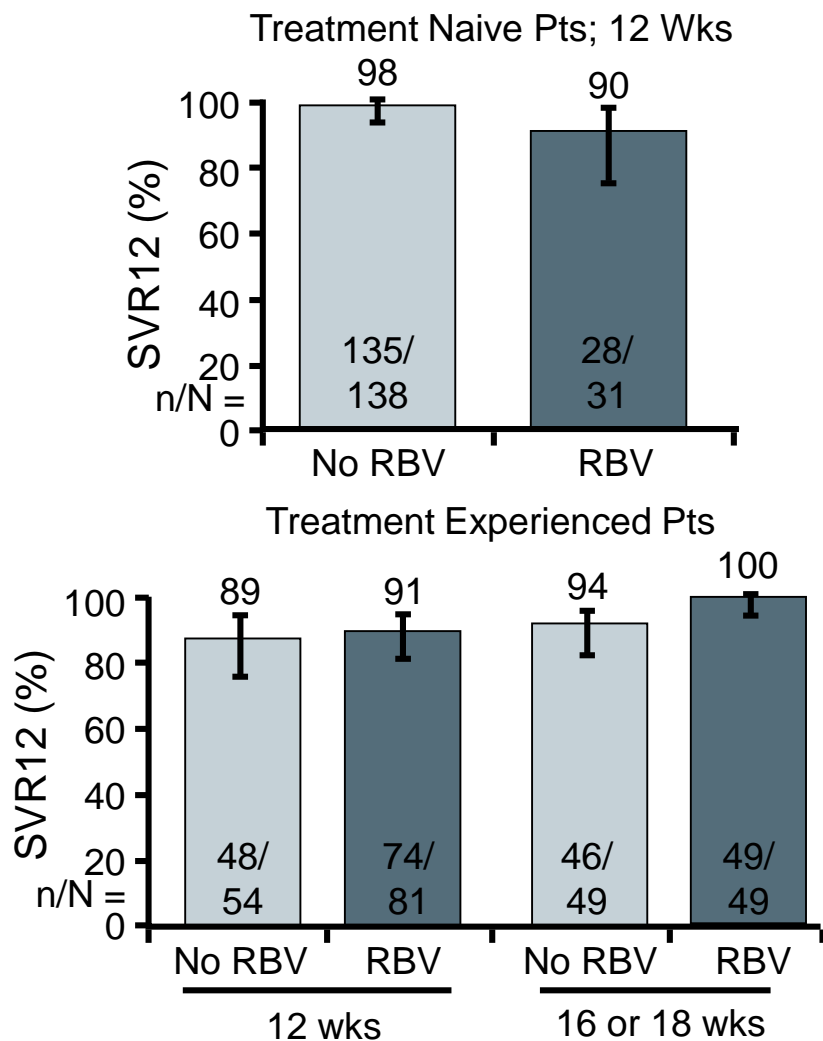 Treatment Naive Pts; 12 Wks
98
90
100
80
60
40
20
0
SVR12 (%)
n/N =
135/
138
28/
31
No RBV
RBV
Treatment Experienced Pts
89
91
94
100
100
80
60
40
20
0
SVR12 (%)
n/N =
48/
54
74/
81
46/
49
49/
49
No RBV
RBV
No RBV
RBV
12 wks
16 or 18 wks